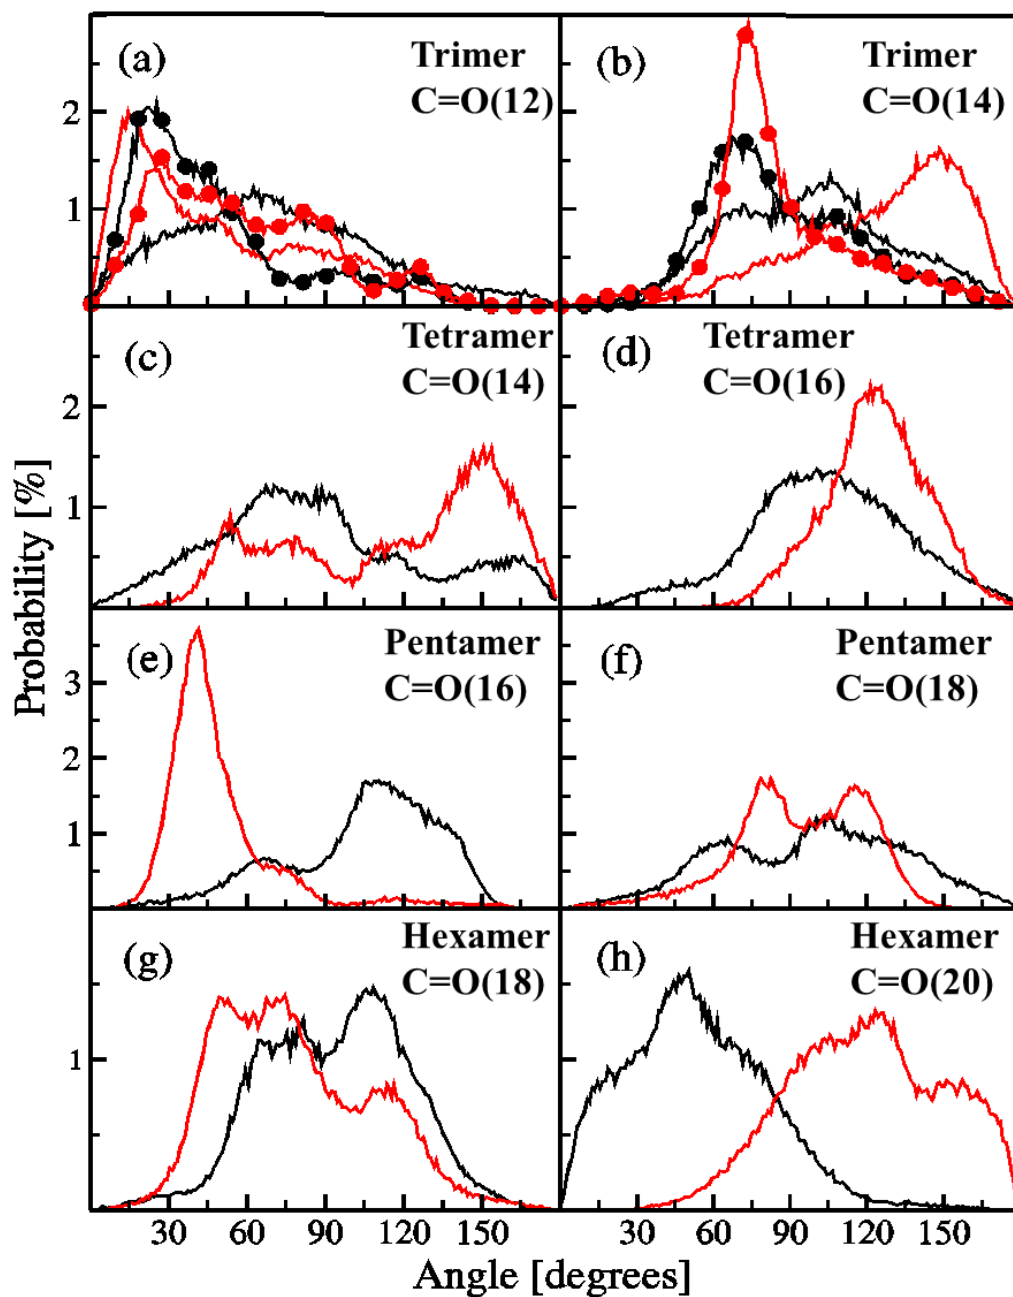 (a)
Trimer
C=O(12)
(b)
Trimer
C=O(14)
2
1
0
(c)
Tetramer
C=O(14)
(d)
Tetramer
C=O(16)
2
1
Probability [%]
(e)
Pentamer
C=O(16)
(f)
Pentamer
C=O(18)
3
2
1
(g)
Hexamer
C=O(18)
(h)
Hexamer
C=O(20)
1
30 60 90 120 150 30 60 90 120 150
Angle [degrees]